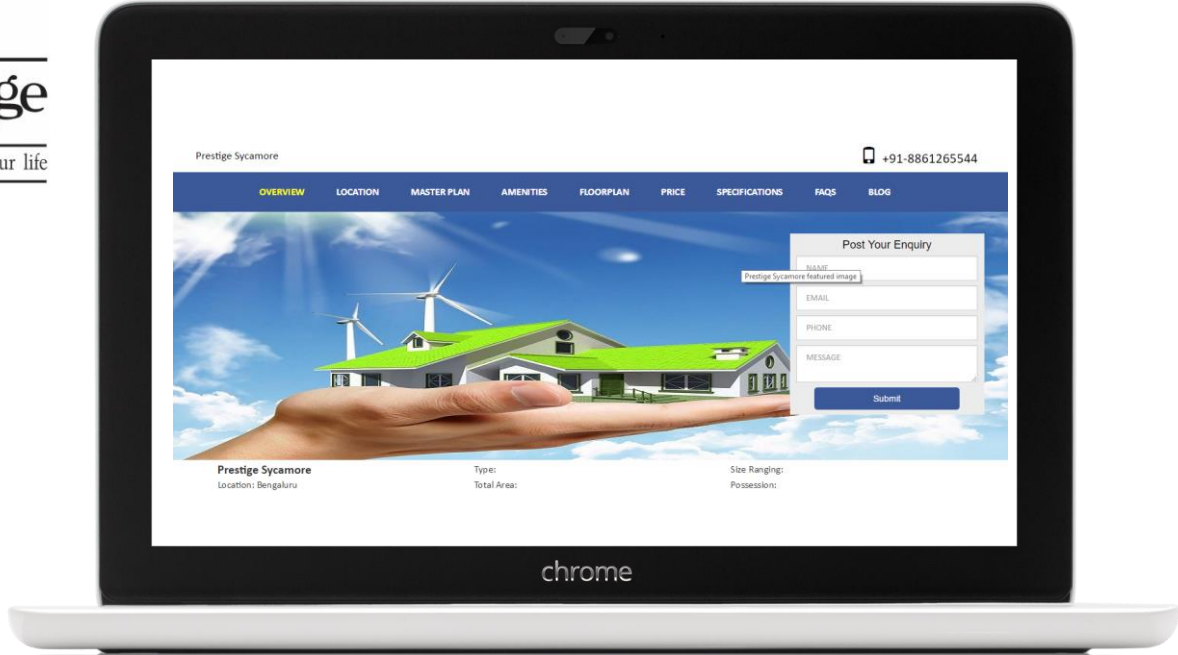 ge
ur life
Prestige Sycamore
+91-8861265544
OVERVIEW LOCATION MASTER PLAN AMENITIES FLOORPLAN PRICE SPECIFICATIONS FAQS BLOG
Post Your Enquiry
NAME
Prestige Sycamore featured image
EMAIL
PHONE
MESSAGE
Submit
Prestige Sycamore
Type:
Size Ranging:
Location: Bengaluru
Total Area:
Possession:
chrome